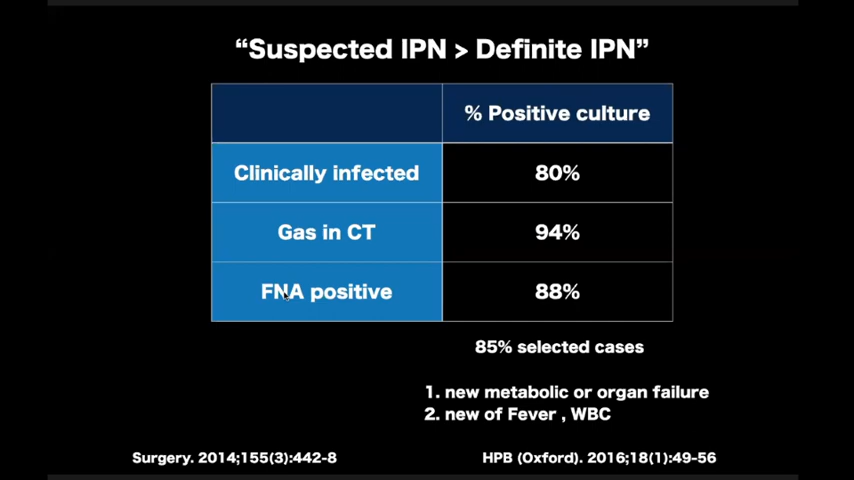 “Suspected IPN > Definite IPN”
% Positive culture
Clinically infected 80%
Gas in CT 94%
FNA positive 88%
85% selected cases
1. new metabolic or organ failure
2. new of Fever , WBC
Surgery. 2014;155(3):442-8 HPB (Oxford). 2016;18(1):49-56